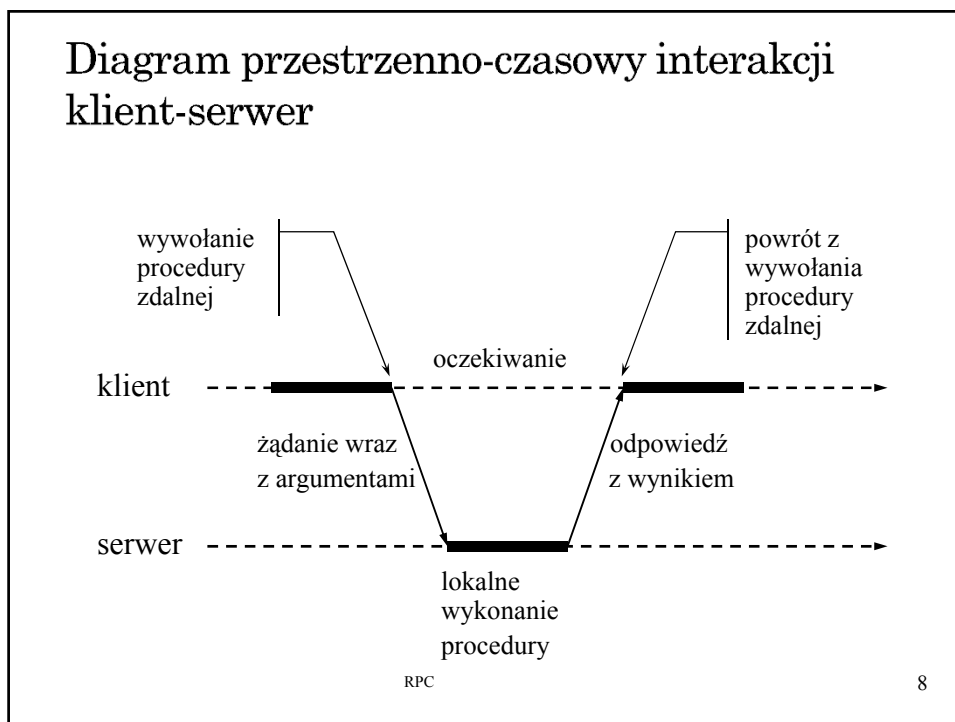 Diagram przestrzenno-czasowy interakcji
klient-serwer
wywołanie
procedury
zdalnej
powrót z
wywołania
procedury
zdalnej
oczekiwanie
klient
żądanie wraz
z argumentami
odpowiedź
z wynikiem
serwer
lokalne
wykonanie
procedury
RPC
8